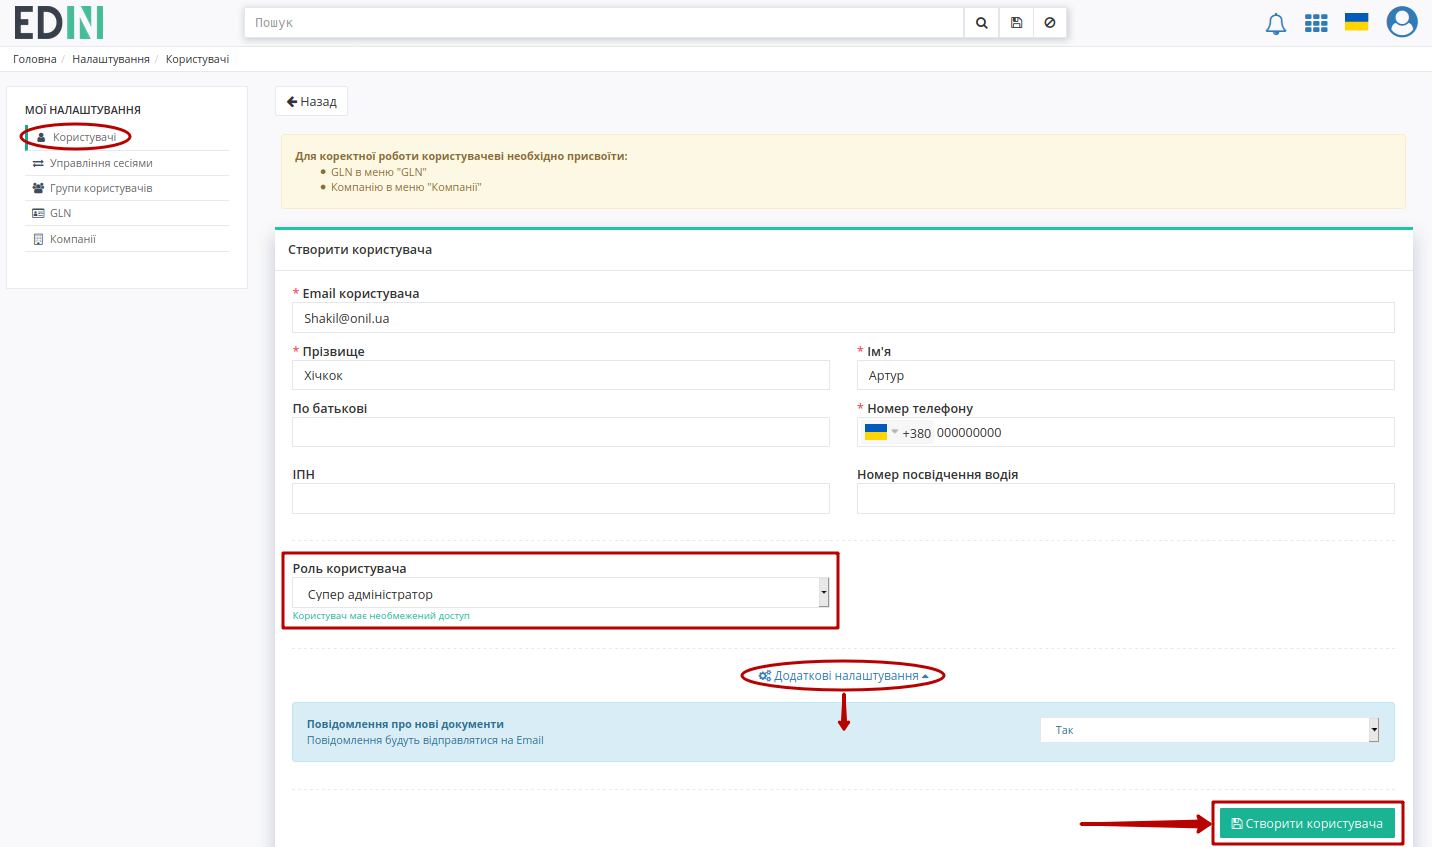 EDIN
Пошук
Головна / Налаштування / Користувачі
МОЇ НАЛАШТУВАННЯ
Користувачі
Управління сесіями
Групи користувачів
GLN
Компанії
Назад
Для коректної роботи користувачеві необхідно присвоїти:
GLN в меню "GLN"
Компанію в меню "Компанії"
Створити користувача
* Email користувача
Shakil@onil.ua
* Прізвище
Хічкок
* Ім'я
Артур
По батькові
* Номер телефону
+380 000000000
ІПН
Номер посвідчення водія
Роль користувача
Супер адміністратор
Користувач має необмежений доступ
Додаткові налаштування
Повідомлення про нові документи
Повідомлення будуть відправлятися на Email
Так
Створити користувача